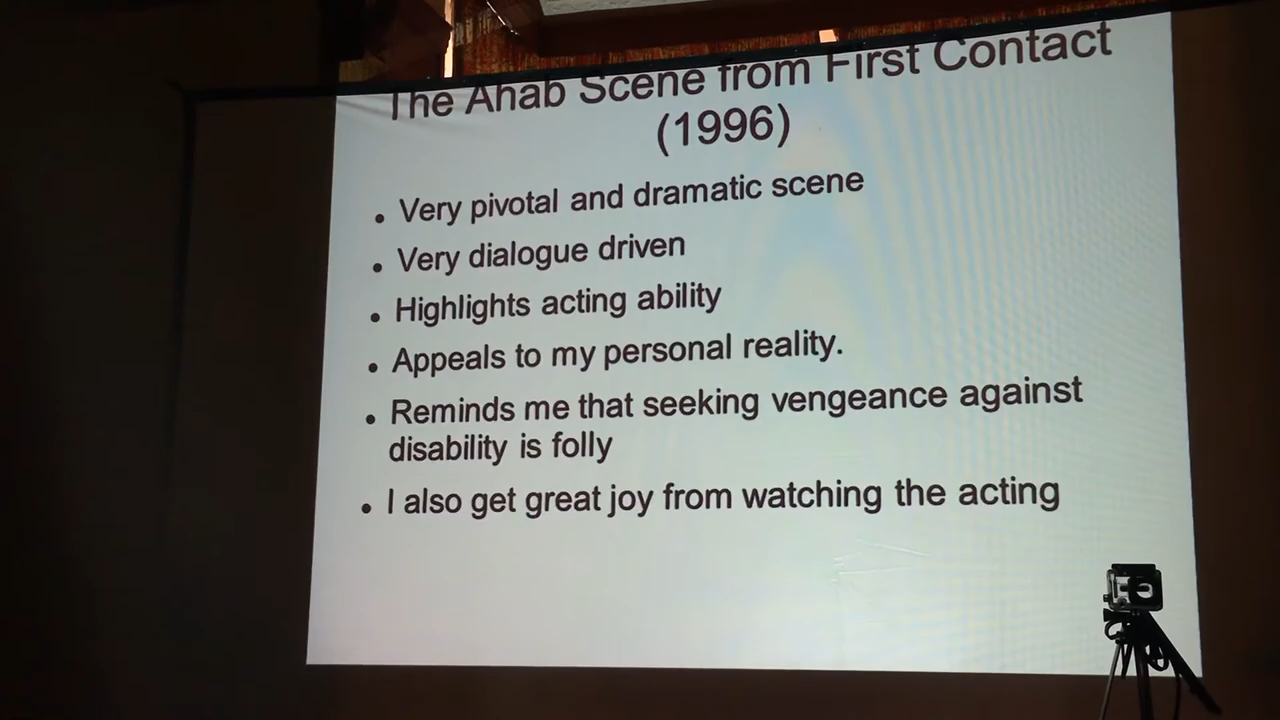 The Ahab Scene from First Contact
(1996)
• Very pivotal and dramatic scene
• Very dialogue driven
• Highlights acting ability
• Appeals to my personal reality.
• Reminds me that seeking vengeance against
disability is folly
• I also get great joy from watching the acting